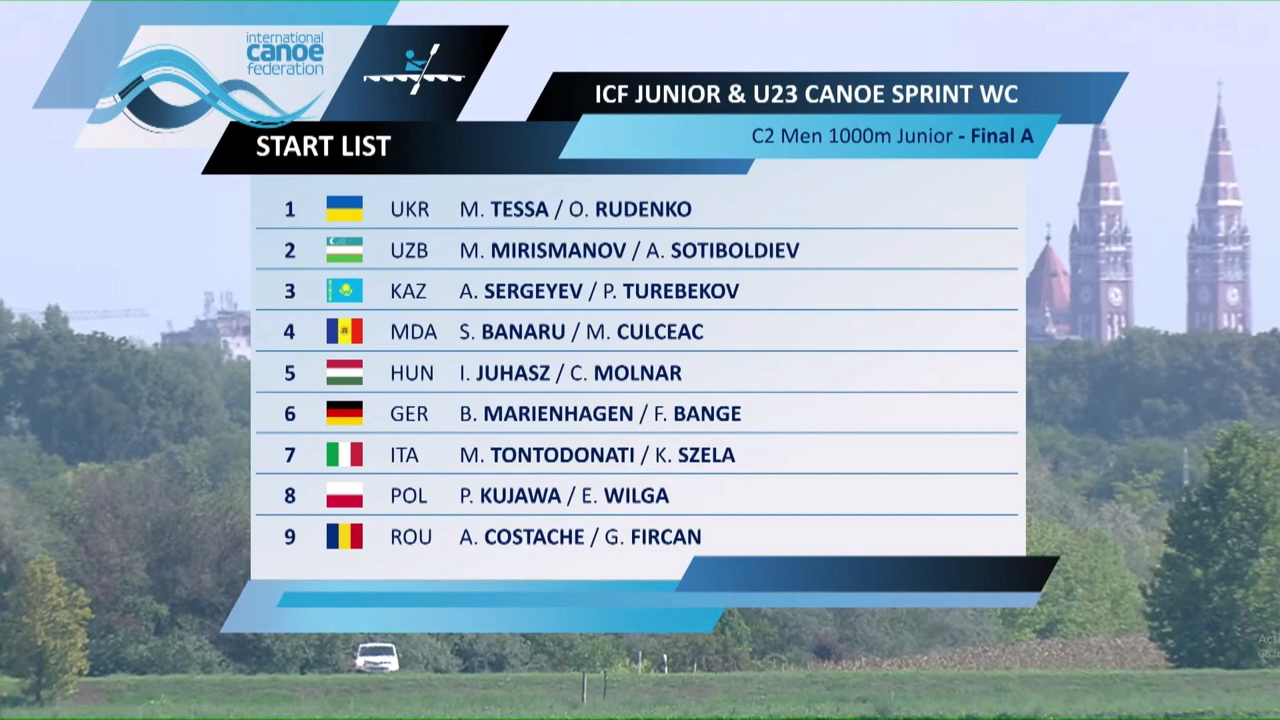 international
canoe
federation
ICF JUNIOR & U23 CANOE SPRINT WC
START LIST
C2 Men 1000m Junior - Final A
1 UKR M. TESSA / O. RUDENKO
2 UZB M. MIRISMANOV / A. SOTIBOLDIEV
3 KAZ A. SERGEYEV / P. TUREBEKOV
4 MDA S. BANARU / M. CULCEAC
5 HUN I. JUHASZ / C. MOLNAR
6 GER B. MARIENHAGEN / F. BANGE
7 ITA M. TONTODONATI / K. SZELA
8 POL P. KUJAWA / E. WILGA
9 ROU A. COSTACHE / G. FIRCAN